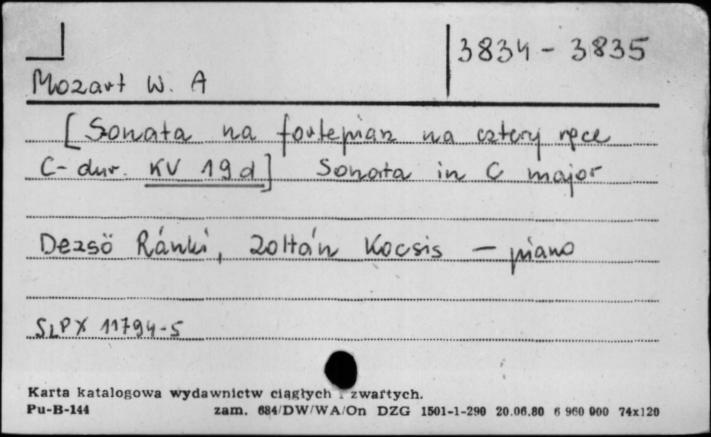 3834 - 3835
Mozart W. A
[Sonata na fortepian na cztery ręce
C-dur. KV 19d] Sonata in C major
Dezsö Ránki, Zoltán Kocsis — piano
SLPX 11794-5
Karta katalogowa wydawnictw ciągłych i zwartych.
Pu-B-144 zam. 684/DW/WA/On DZG 1501-1-290 20.06.80 6 960 000 74x120